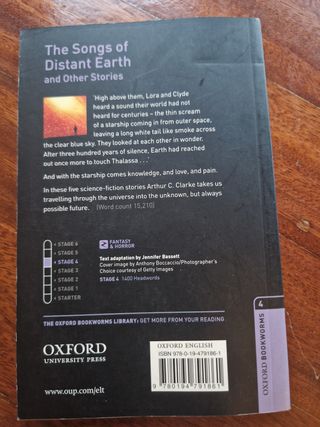 The Songs of
Distant Earth
and Other Stories
'High above them, Lora and Clyde
heard a sound their world had not
heard for centuries – the thin scream
of a starship coming in from outer space,
leaving a long white tail like smoke across
the clear blue sky. They looked at each other in wonder.
After three hundred years of silence, Earth had reached
out once more to touch Thalassa . . .'
And with the starship comes knowledge, and love, and pain.
In these five science-fiction stories Arthur C. Clarke takes us
travelling through the universe into the unknown, but always
possible future. (Word count 15,210)
STAGE 6
STAGE 5
STAGE 4
STAGE 3
STAGE 2
STAGE 1
STARTER
FANTASY
& HORROR
Text adaptation by Jennifer Bassett
Cover image by Anthony Boccaccio/Photographer's
Choice courtesy of Getty images
STAGE 4 1400 Headwords
THE OXFORD BOOKWORMS LIBRARY: GET MORE FROM YOUR READING
OXFORD
UNIVERSITY PRESS
www.oup.com/elt
OXFORD ENGLISH
ISBN 978-0-19-479186-1
9 780194 791861
OXFORD BOOKWORMS 4